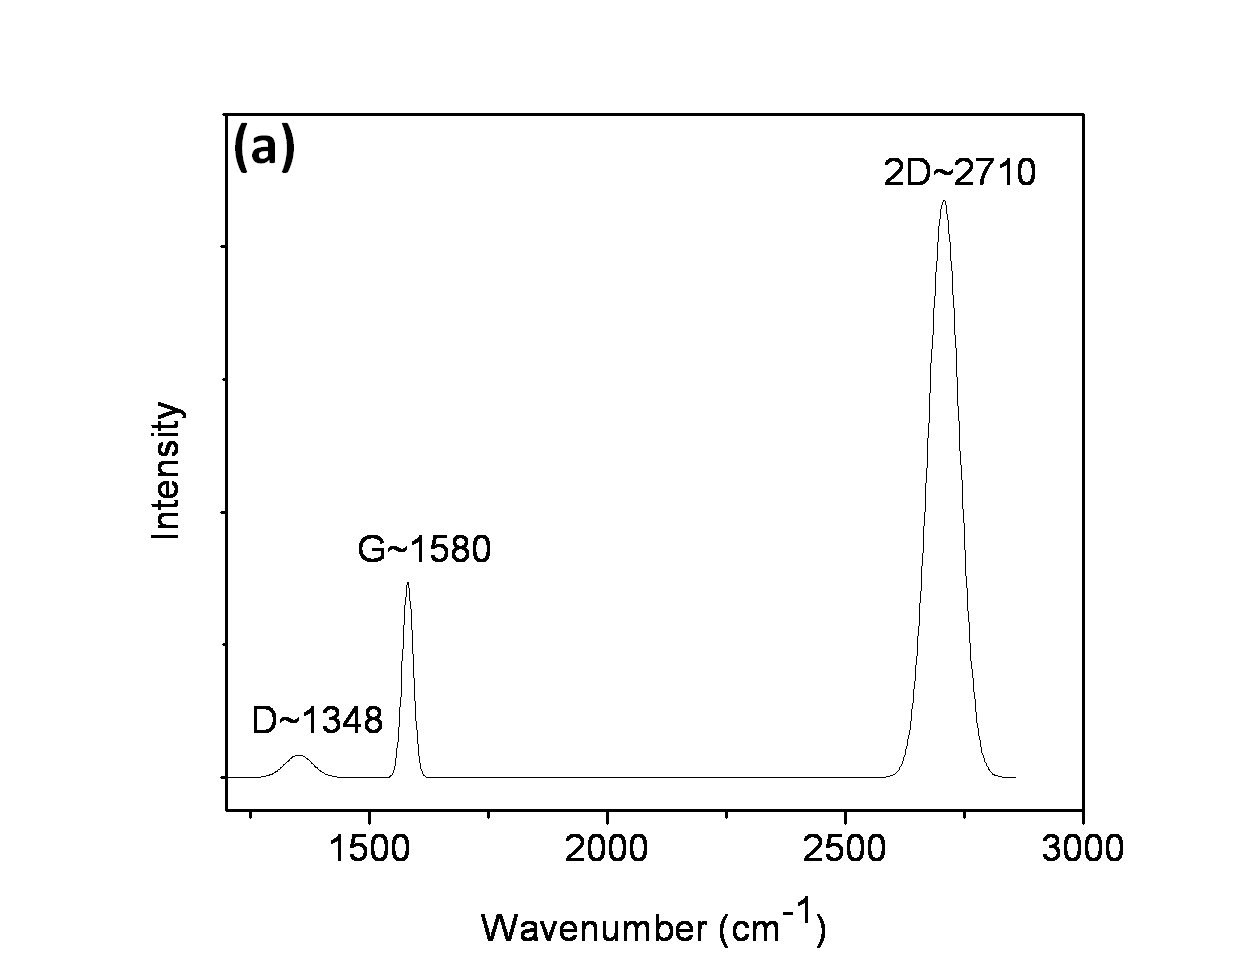 (a)
2D~2710
G~1580
D~1348
Intensity
1500 2000 2500 3000
Wavenumber (cm-1)